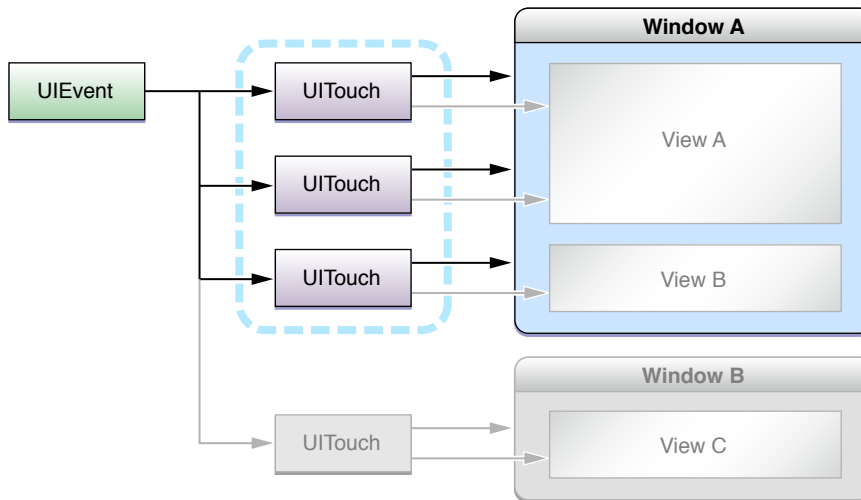 Window A
UIEvent
UITouch
View A
UITouch
UITouch
View B
Window B
UITouch
View C